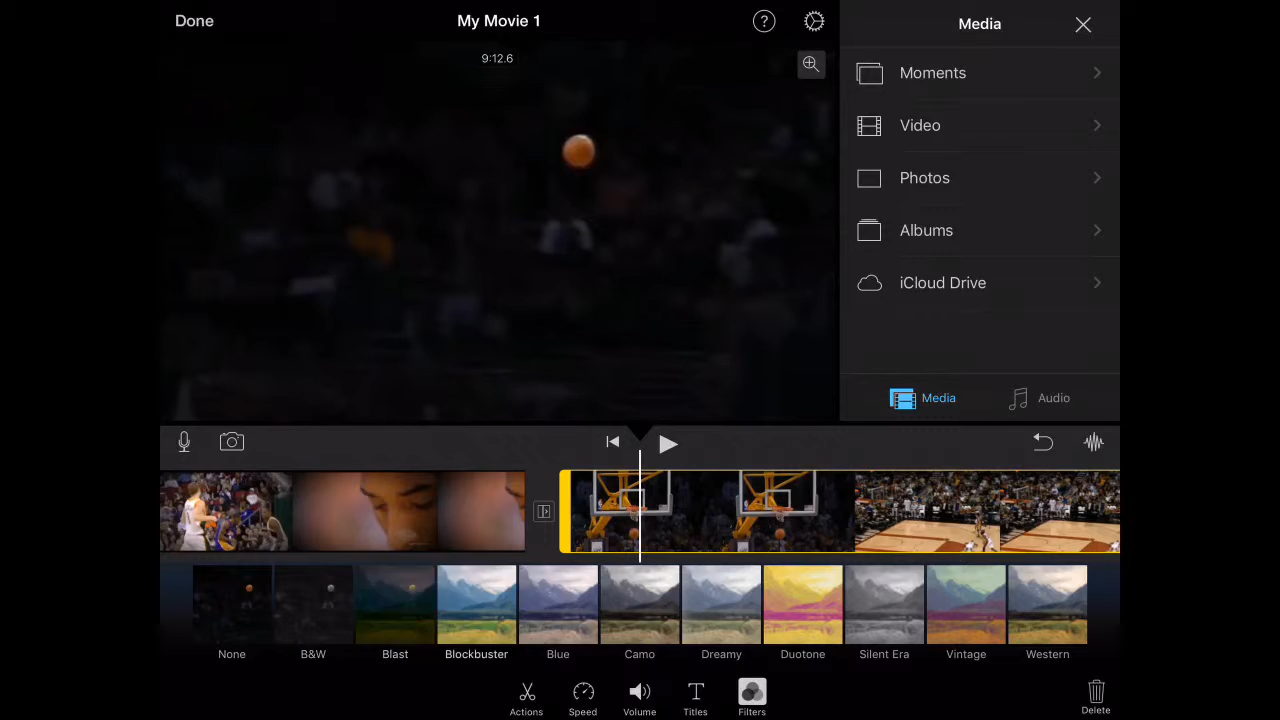 Done
My Movie 1
?
Media
9:12.6
Moments
Video
Photos
Albums
iCloud Drive
Media
Audio
None
B&W
Blast
Blockbuster
Blue
Camo
Dreamy
Duotone
Silent Era
Vintage
Western
Actions
Speed
Volume
T
Titles
Filters
Delete